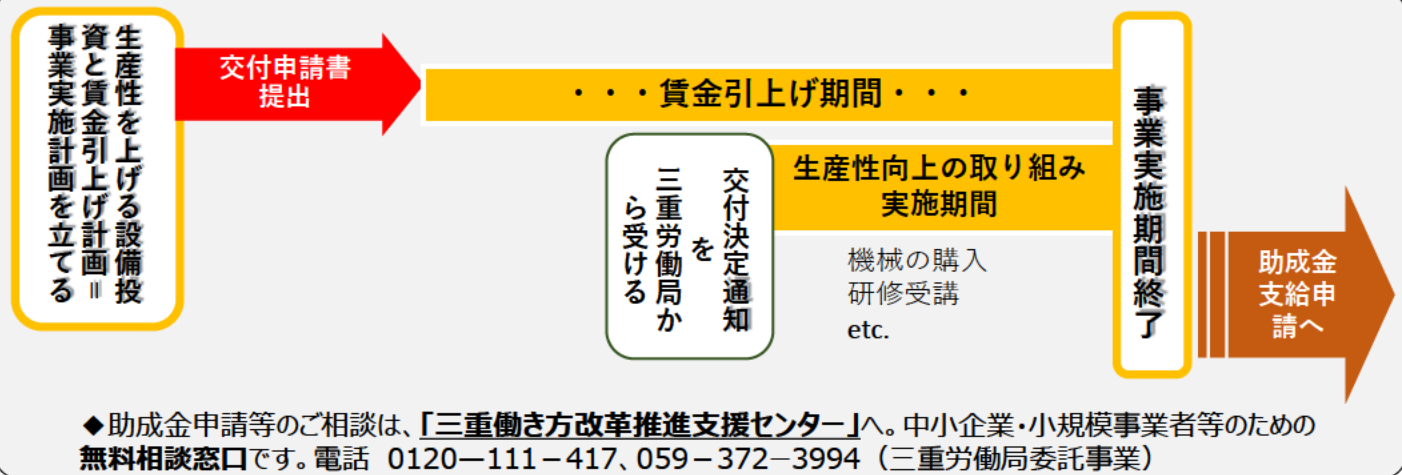 生産性を上げる設備投
資と賃金引上げ計画＝
事業実施計画を立てる
交付申請書
提出
・・・賃金引上げ期間・・・
交付決定通知
を
三重労働局か
ら受ける
生産性向上の取り組み
実施期間
機械の購入
研修受講
etc.
事業実施期間終了
助成金
支給申
請へ
◆助成金申請等のご相談は、「三重働き方改革推進支援センター」へ。中小企業・小規模事業者等のための
無料相談窓口です。電話 0120―111－417、059－372－3994（三重労働局委託事業）